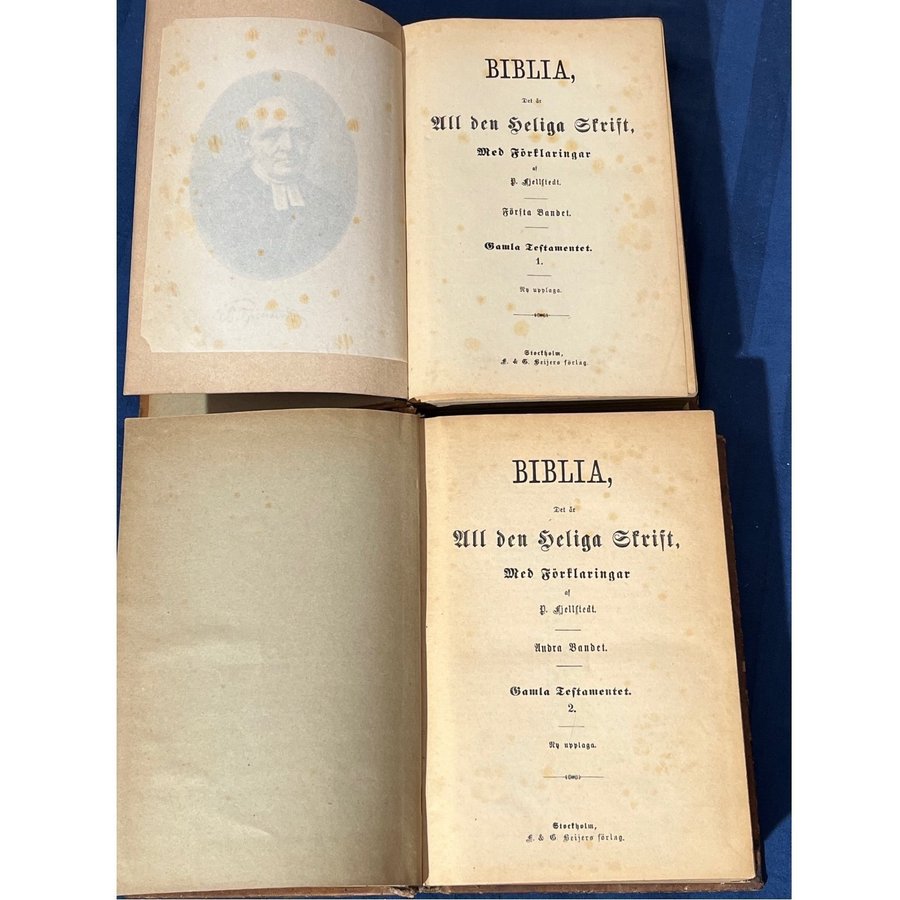 BIBLIA,
Det är
All den Heliga Skrift,
Med Förklaringar
af
P. Fjellstedt.
Första Bandet.
Gamla Testamentet.
1.
Ny upplaga.
Stockholm,
F. & G. Beijers förlag.
BIBLIA,
Det är
All den Heliga Skrift,
Med Förklaringar
af
P. Fjellstedt.
Andra Bandet.
Gamla Testamentet.
2.
Ny upplaga.
Stockholm,
F. & G. Beijers förlag.